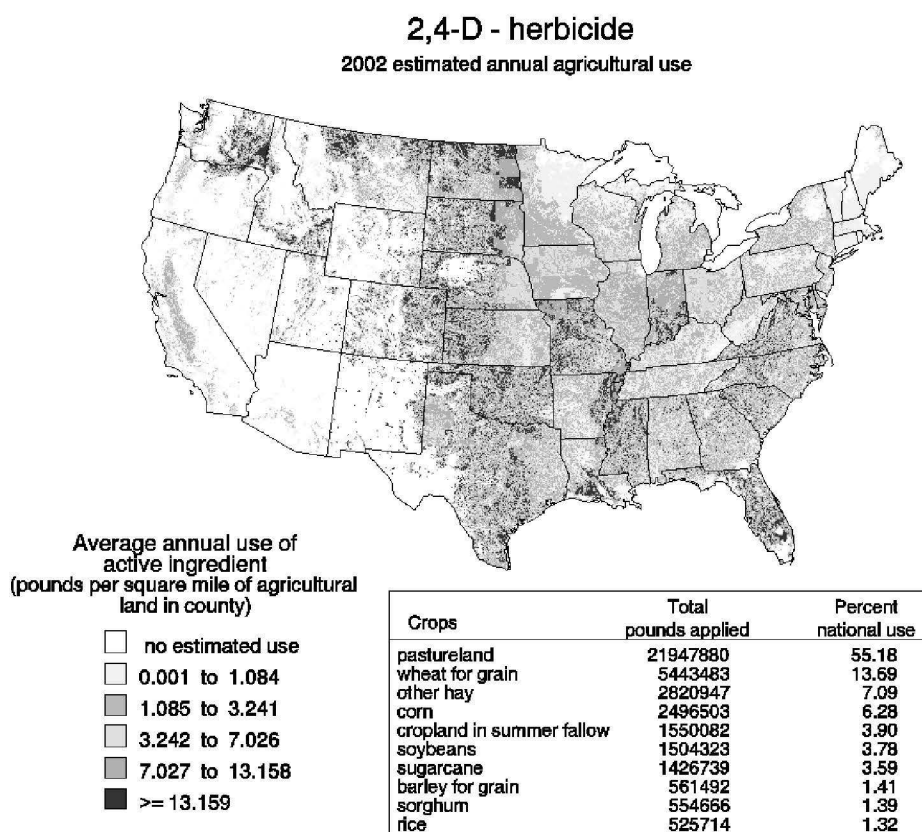 2,4-D - herbicide
2002 estimated annual agricultural use
Average annual use of
active ingredient
(pounds per square mile of agricultural
land in county)
no estimated use
0.001 to 1.084
1.085 to 3.241
3.242 to 7.026
7.027 to 13.158
>= 13.159
Crops Total pounds applied Percent national use
pastureland 21947880 55.18
wheat for grain 5443483 13.69
other hay 2820947 7.09
corn 2496503 6.28
cropland in summer fallow 1550082 3.90
soybeans 1504323 3.78
sugarcane 1426739 3.59
barley for grain 561492 1.41
sorghum 554666 1.39
rice 525714 1.32